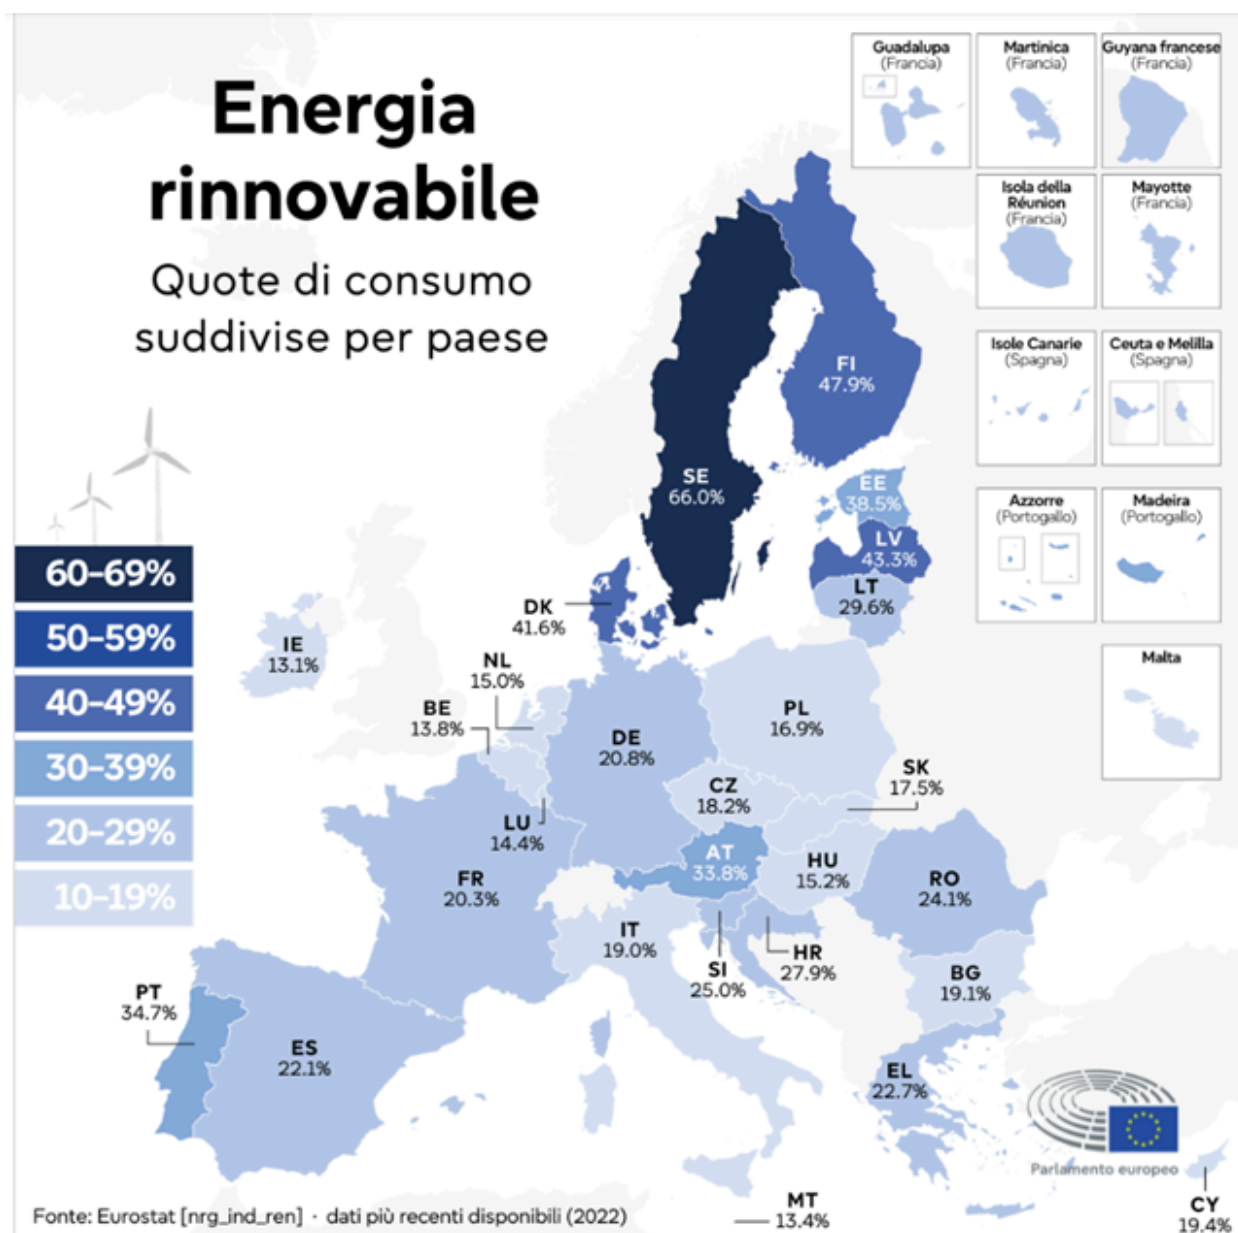 Energia
rinnovabile
Quote di consumo
suddivise per paese
Guadalupa
(Francia)
Martinica
(Francia)
Guyana francese
(Francia)
Isola della
Réunion
(Francia)
Mayotte
(Francia)
Isole Canarie
(Spagna)
Ceuta e Melilla
(Spagna)
Azzorre
(Portogallo)
Madeira
(Portogallo)
Malta
60–69%
50–59%
40–49%
30–39%
20–29%
10–19%
FI
47.9%
SE
66.0%
EE
38.5%
LV
43.3%
LT
29.6%
DK
41.6%
IE
13.1%
NL
15.0%
BE
13.8%
PL
16.9%
DE
20.8%
SK
17.5%
CZ
18.2%
LU
14.4%
AT
33.8%
HU
15.2%
FR
20.3%
RO
24.1%
IT
19.0%
HR
27.9%
SI
25.0%
BG
19.1%
PT
34.7%
ES
22.1%
EL
22.7%
Parlamento europeo
MT
13.4%
CY
19.4%
Fonte: Eurostat [nrg_ind_ren] · dati più recenti disponibili (2022)